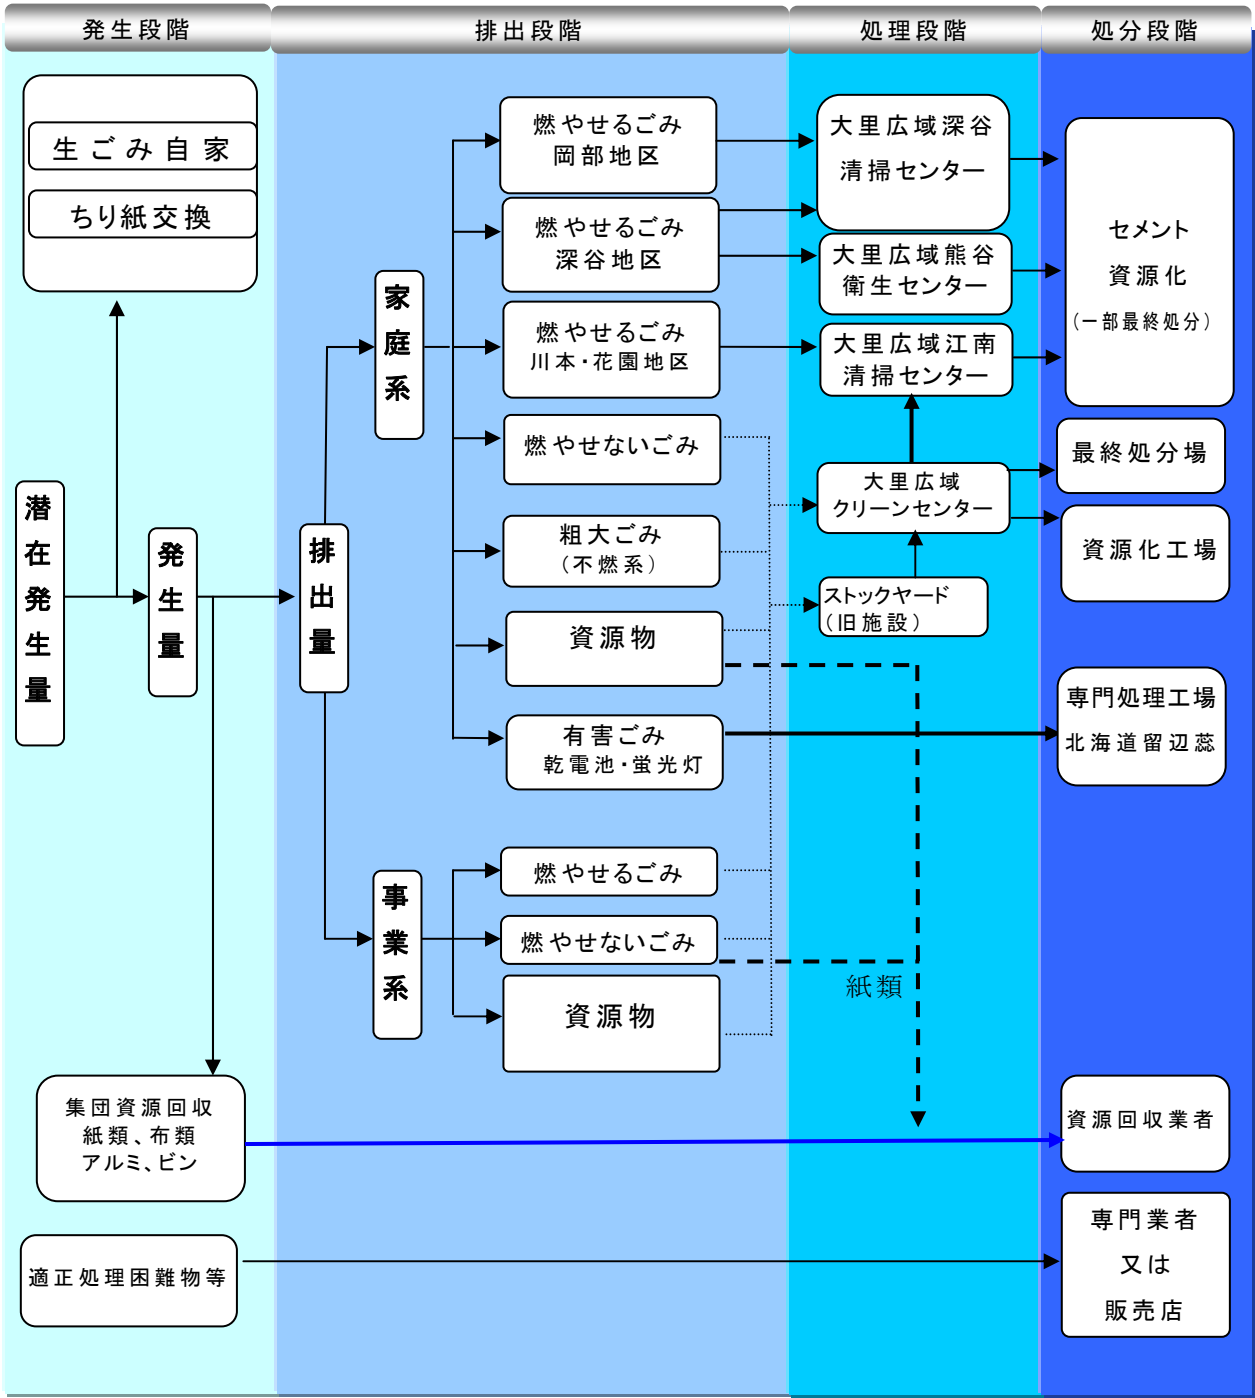 発生段階
排出段階
処理段階
処分段階
生ごみ自家
ちり紙交換
潜在発生量
発生量
排出量
家庭系
事業系
燃やせるごみ
岡部地区
燃やせるごみ
深谷地区
燃やせるごみ
川本・花園地区
燃やせないごみ
粗大ごみ
（不燃系）
資源物
有害ごみ
乾電池・蛍光灯
燃やせるごみ
燃やせないごみ
資源物
大里広域深谷
清掃センター
大里広域熊谷
衛生センター
大里広域江南
清掃センター
大里広域
クリーンセンター
ストックヤード
（旧施設）
紙類
セメント
資源化
（一部最終処分）
最終処分場
資源化工場
専門処理工場
北海道留辺蘂
集団資源回収
紙類、布類
アルミ、ビン
資源回収業者
適正処理困難物等
専門業者
又は
販売店